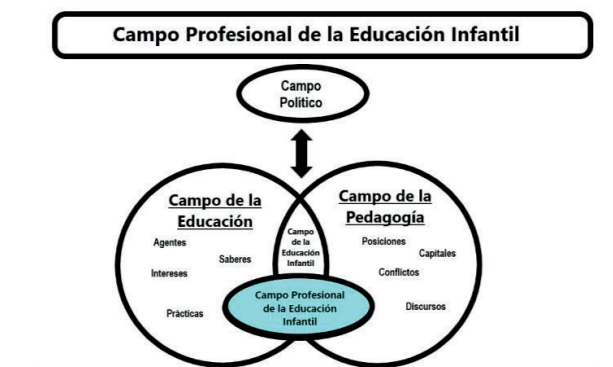 Campo Profesional de la Educación Infantil
Campo
Político
Campo de la
Educación
Agentes
Saberes
Intereses
Prácticas
Campo
de la
Educación
Infantil
Campo de la
Pedagogía
Posiciones
Capitales
Conflictos
Discursos
Campo Profesional
de la Educación
Infantil